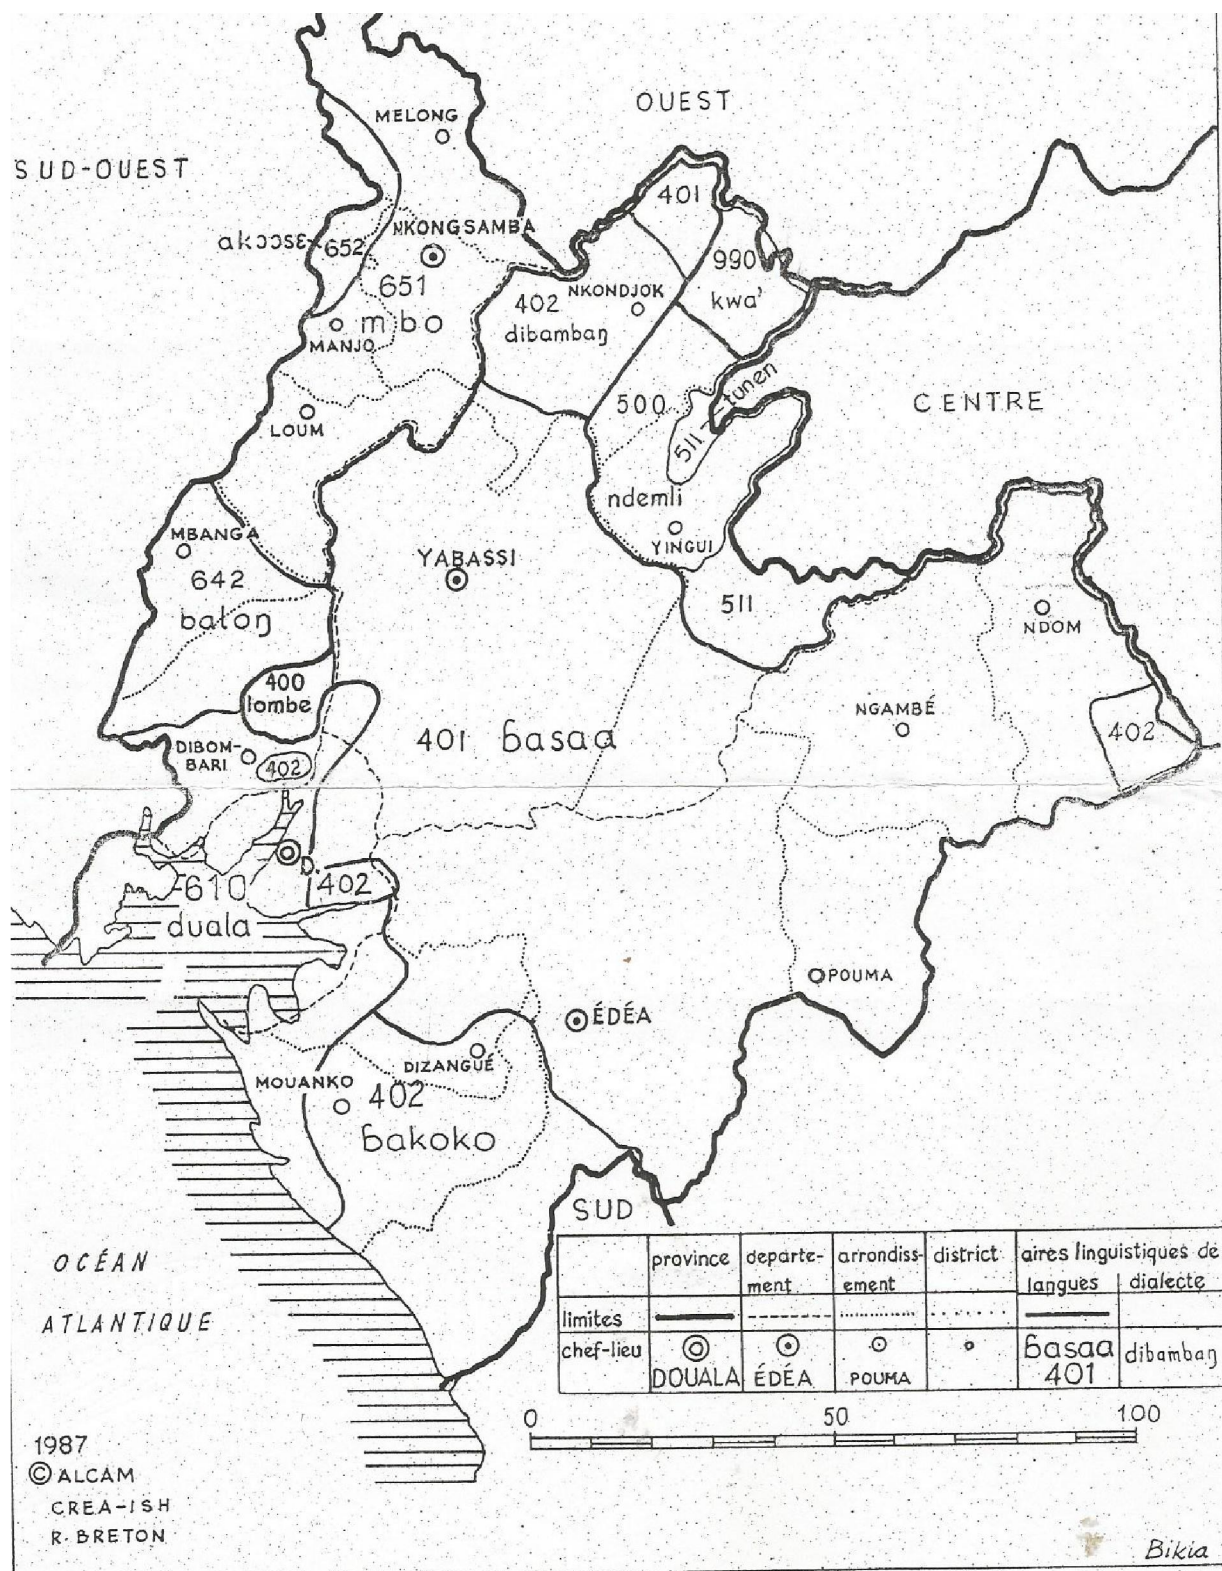 OUEST
MELONG
SUD-OUEST
401
akɔɔsɛ
652
NKONGSAMBA
990
kwa'
651
mbo
402
NKONDJOK
dibambaŋ
MANJO
tunen
500
511
CENTRE
LOUM
ndemli
MBANGA
YINGUI
642
YABASSI
baloŋ
511
NDOM
400
lombe
NGAMBÉ
402
DIBOM-
BARI
402
401 ɓasaa
D.
402
610
duala
POUMA
ÉDÉA
DIZANGUÉ
MOUANKO
402
ɓakoko
SUD
OCÉAN
ATLANTIQUE
province
departe-
ment
arrondiss-
ement
district
aires linguistiques de
langues
dialecte
limites
chef-lieu
DOUALA
ÉDÉA
POUMA
ɓasaa
401
dibambaŋ
0 50 100
1987
© ALCAM
CREA-ISH
R. BRETON
Bikia